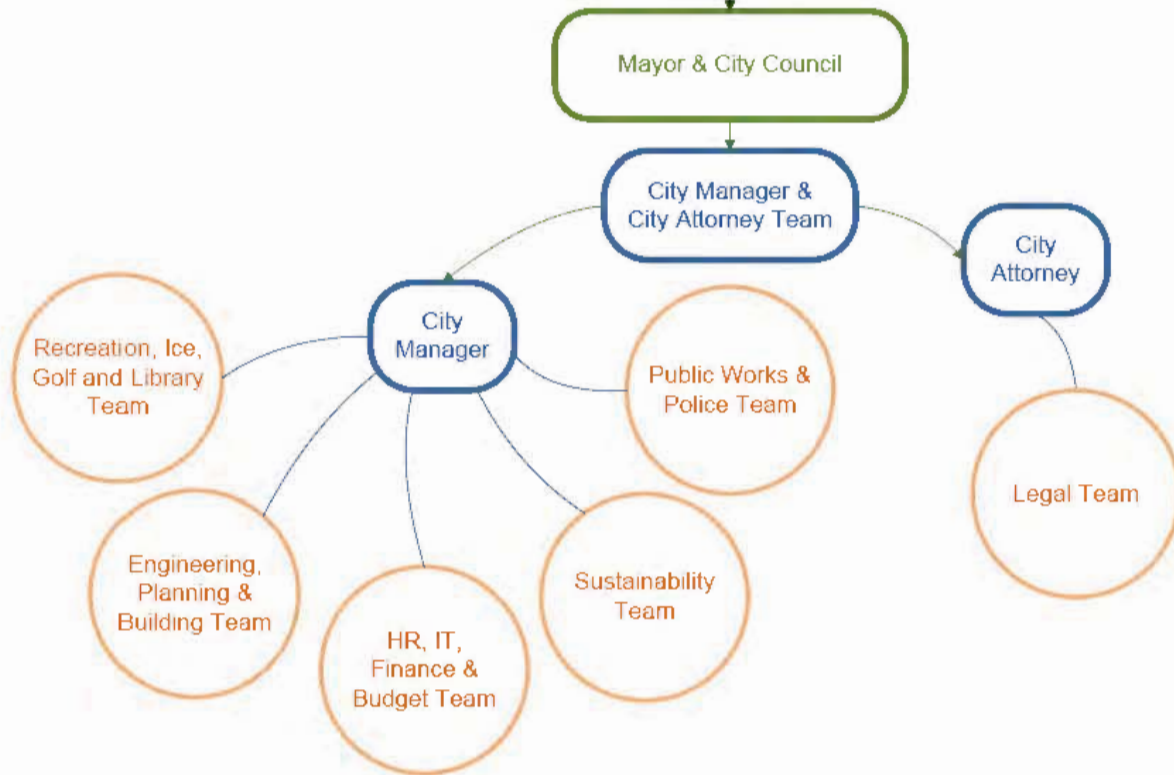 Mayor & City Council
City Manager &
City Attorney Team
City
Attorney
City
Manager
Recreation, Ice,
Golf and Library
Team
Public Works &
Police Team
Legal Team
Engineering,
Planning &
Building Team
Sustainability
Team
HR, IT,
Finance &
Budget Team